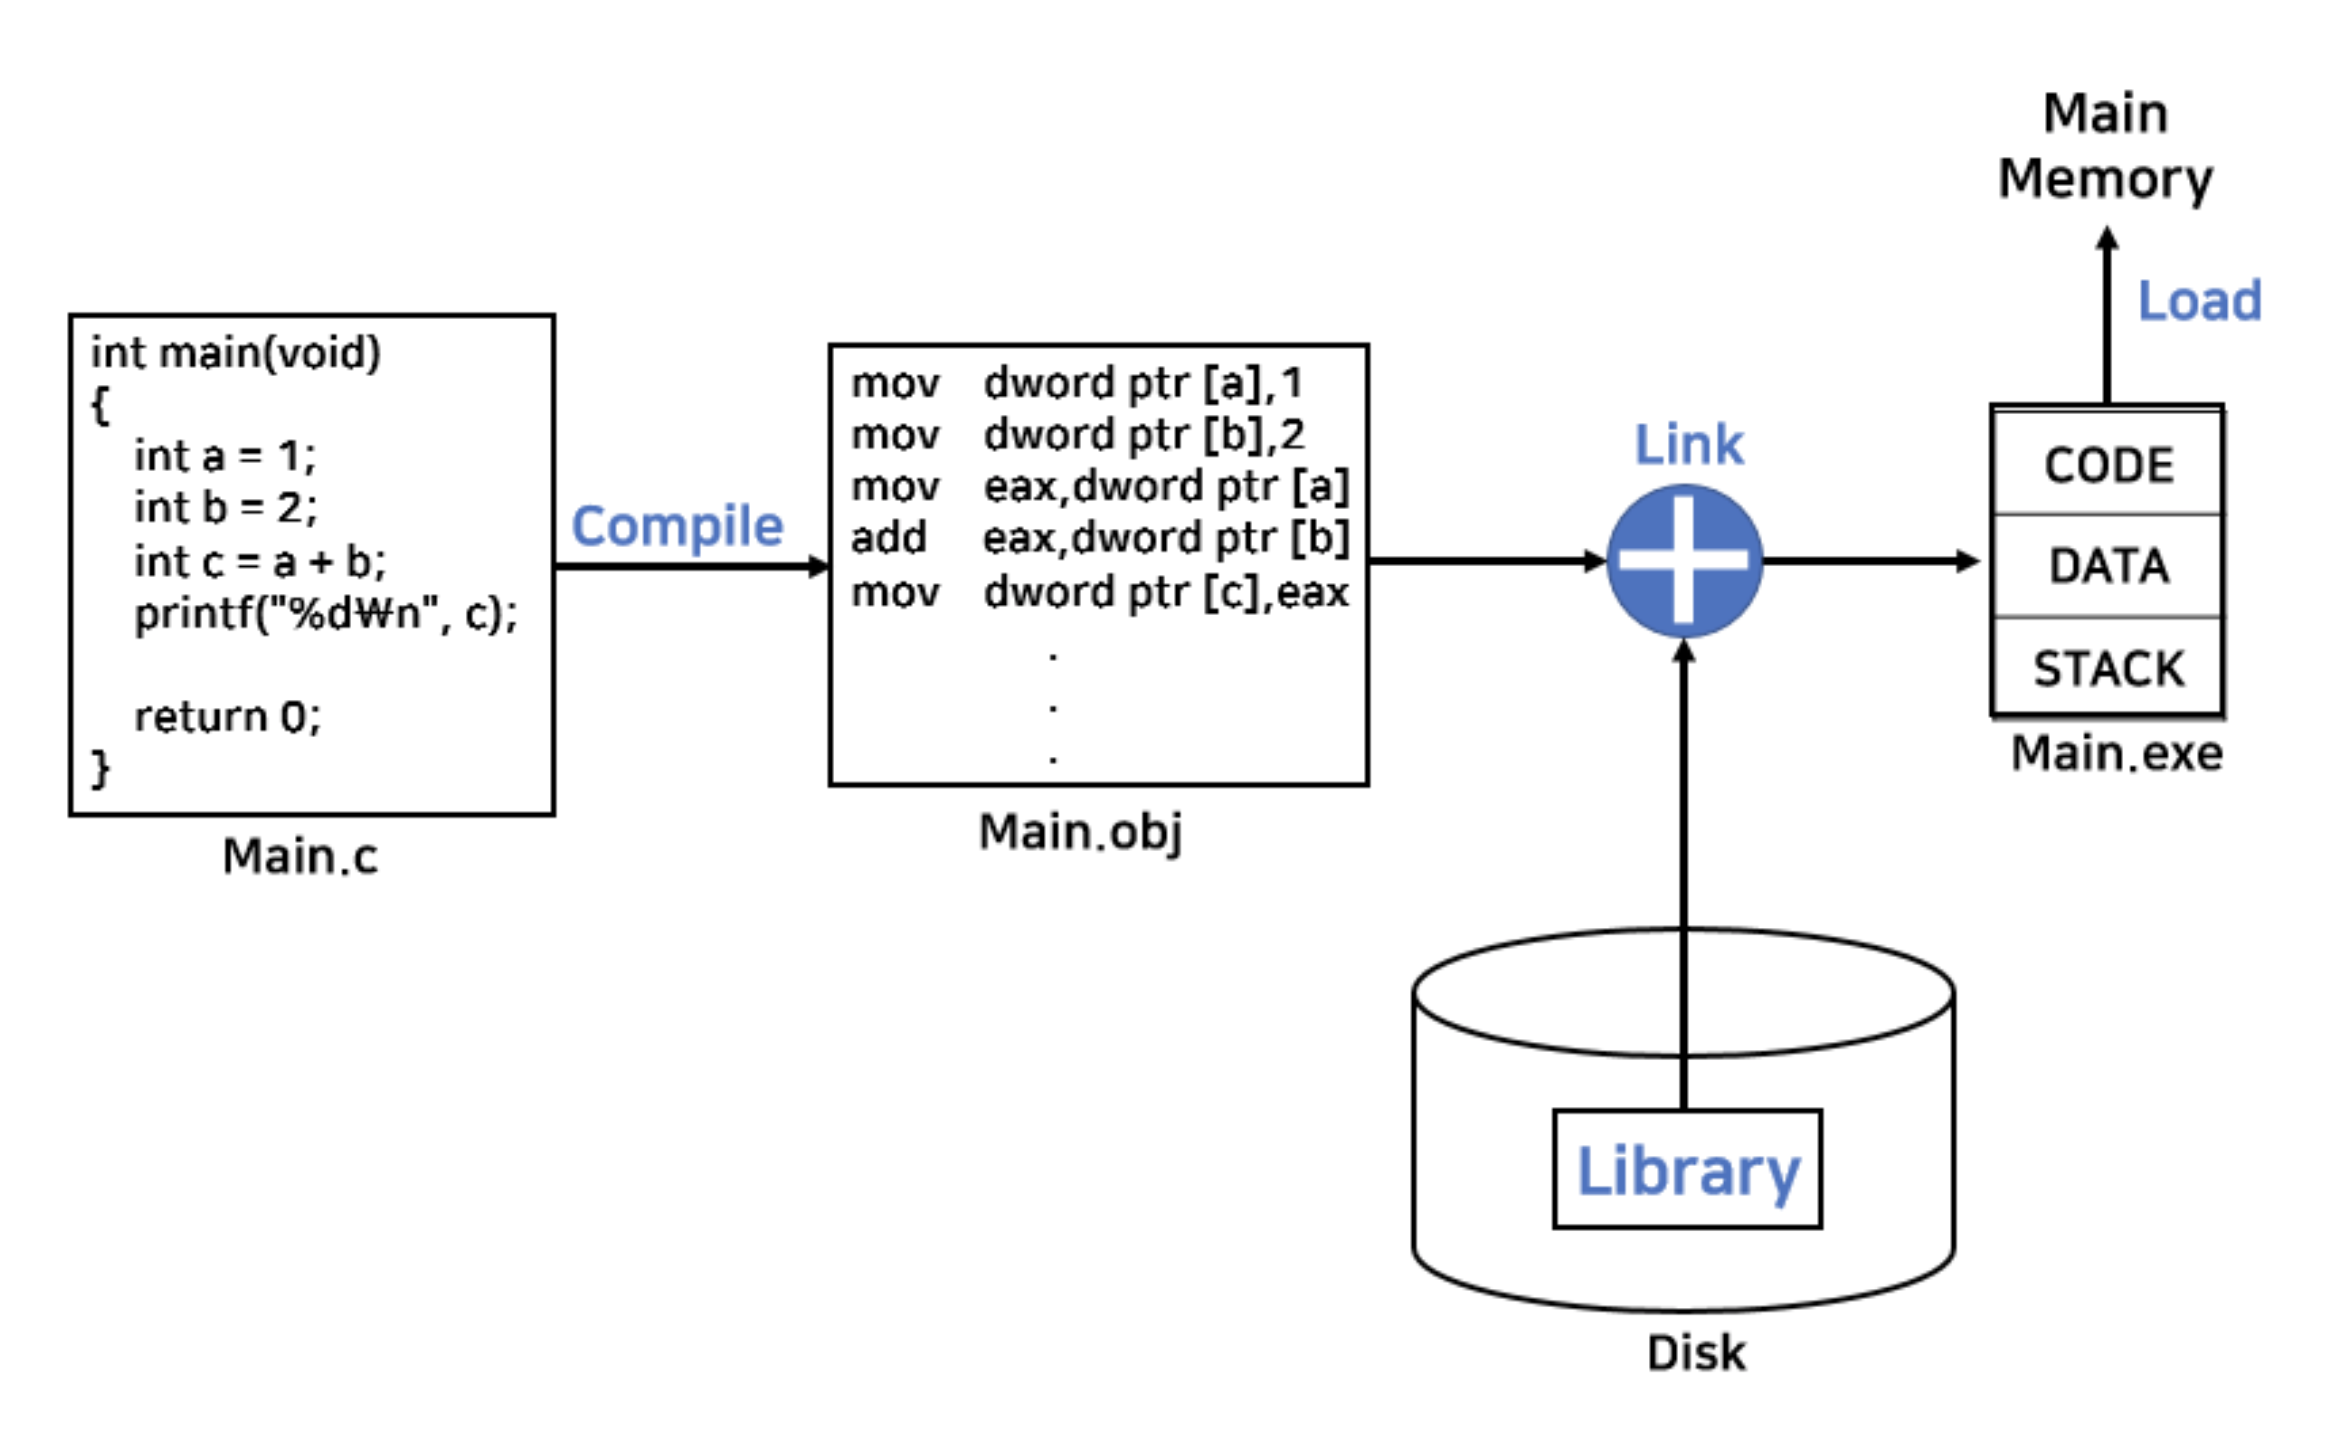 int main(void)
{
int a = 1;
int b = 2;
int c = a + b;
printf("%d₩n", c);
return 0;
}
Main.c
Compile
mov dword ptr [a],1
mov dword ptr [b],2
mov eax,dword ptr [a]
add eax,dword ptr [b]
mov dword ptr [c],eax
.
.
.
Main.obj
Link
Library
Disk
Main
Memory
Load
CODE
DATA
STACK
Main.exe